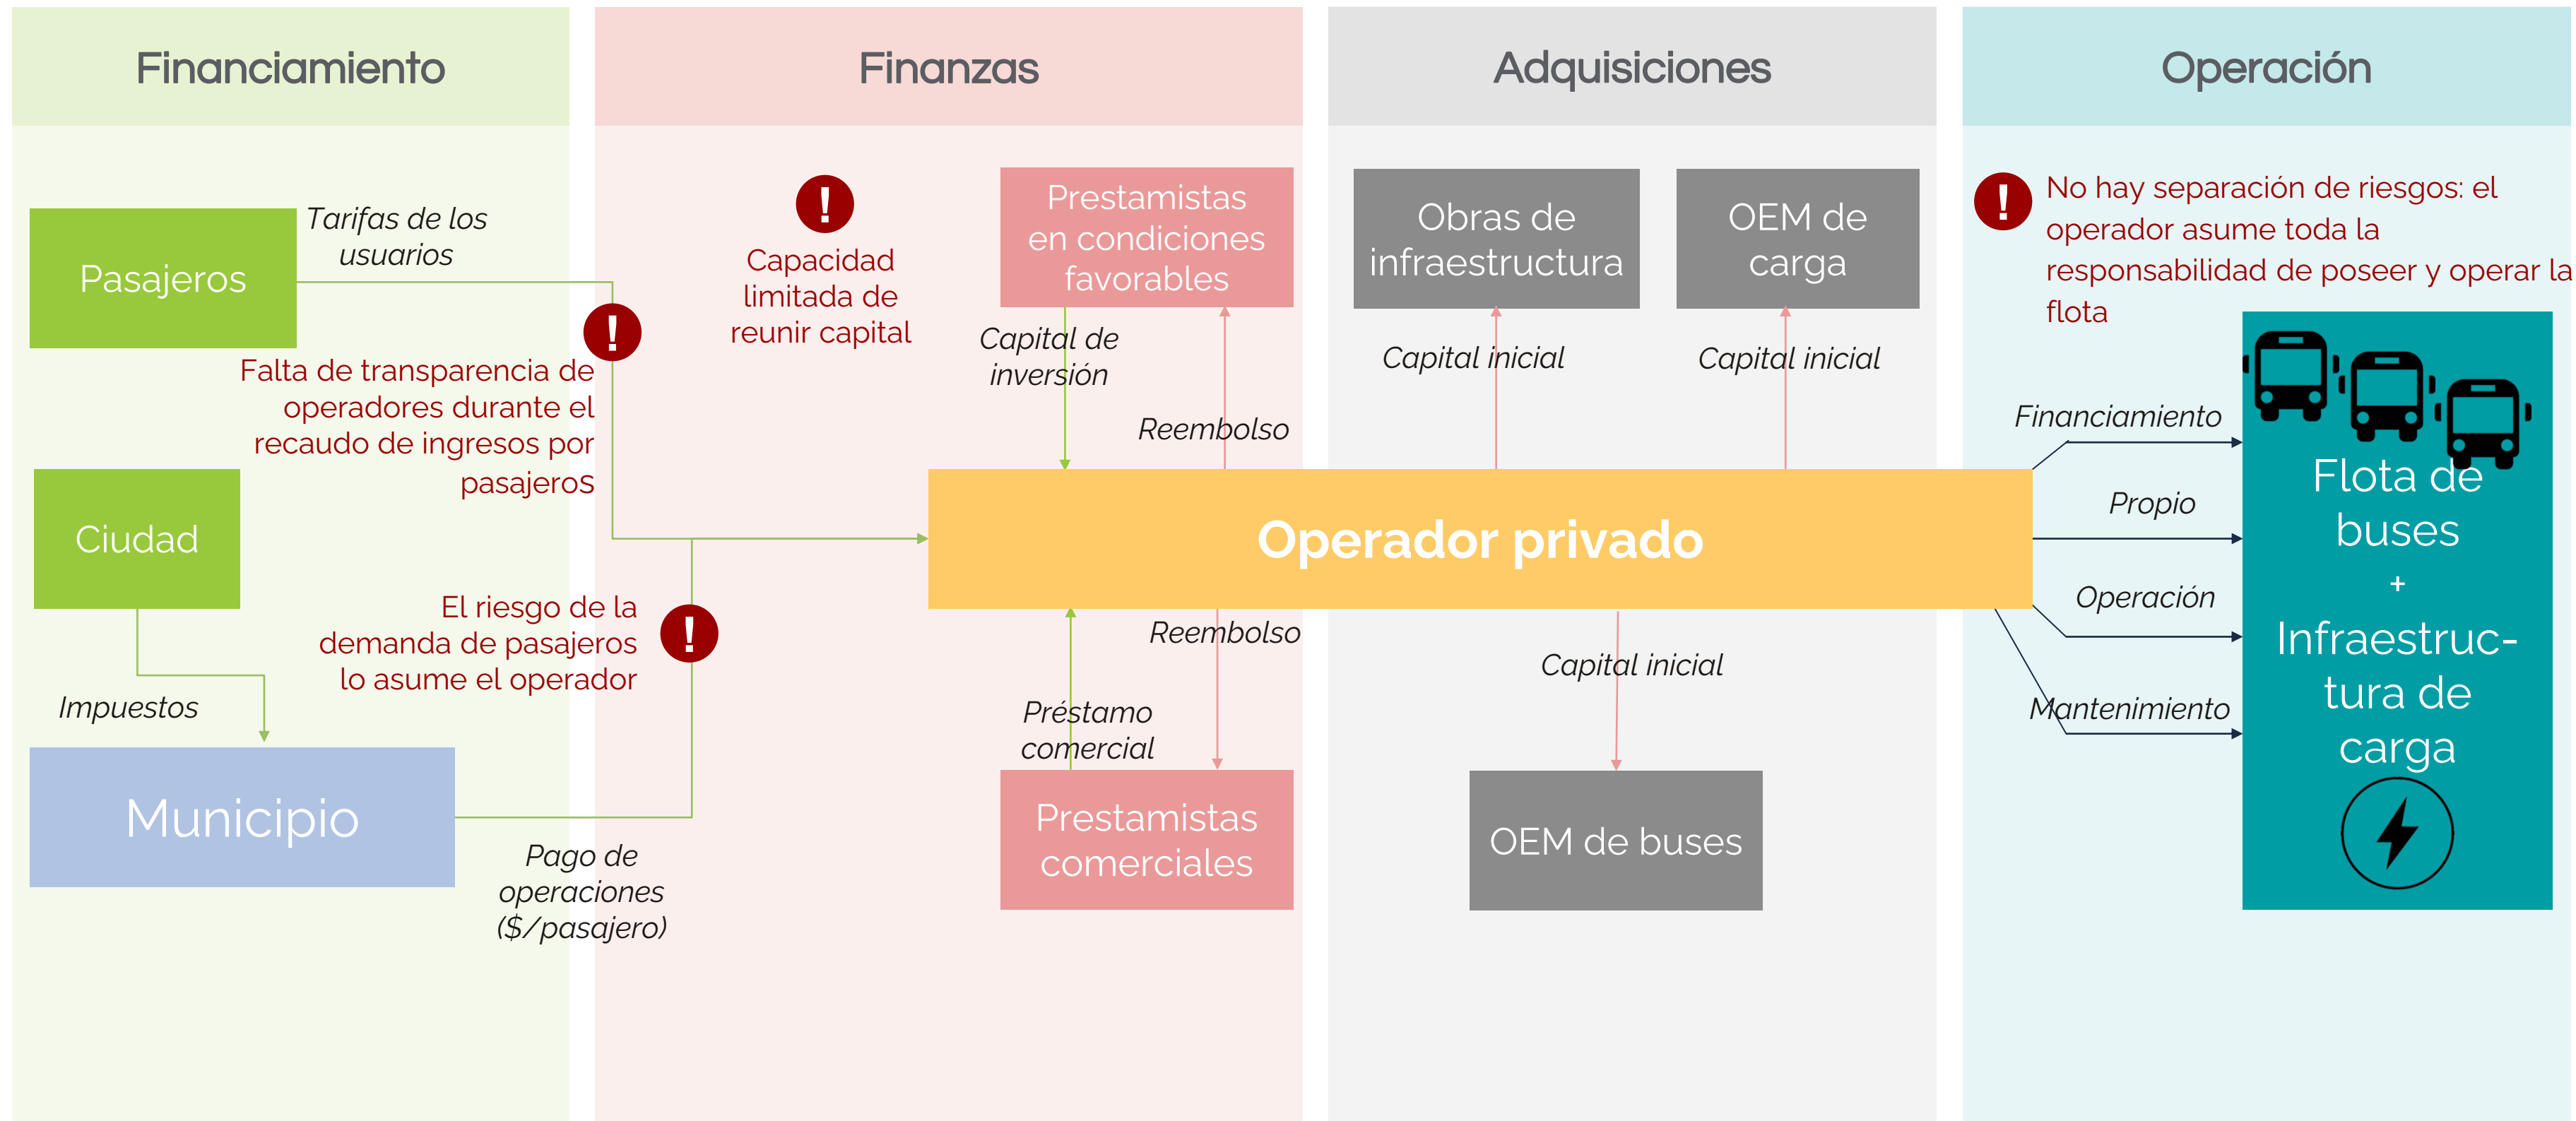 Financiamiento
Finanzas
Adquisiciones
Operación
Pasajeros
Tarifas de los
usuarios
Falta de transparencia de
operadores durante el
recaudo de ingresos por
pasajeros
Ciudad
Impuestos
El riesgo de la
demanda de pasajeros
lo asume el operador
Municipio
Pago de
operaciones
($/pasajero)
!
!
!
Capacidad
limitada de
reunir capital
Prestamistas
en condiciones
favorables
Capital de
inversión
Reembolso
Operador privado
Reembolso
Préstamo
comercial
Prestamistas
comerciales
Obras de
infraestructura
OEM de
carga
Capital inicial
Capital inicial
Capital inicial
OEM de buses
!
No hay separación de riesgos: el
operador asume toda la
responsabilidad de poseer y operar la
flota
Financiamiento
Propio
Operación
Mantenimiento
Flota de
buses
+
Infraestruc-
tura de
carga